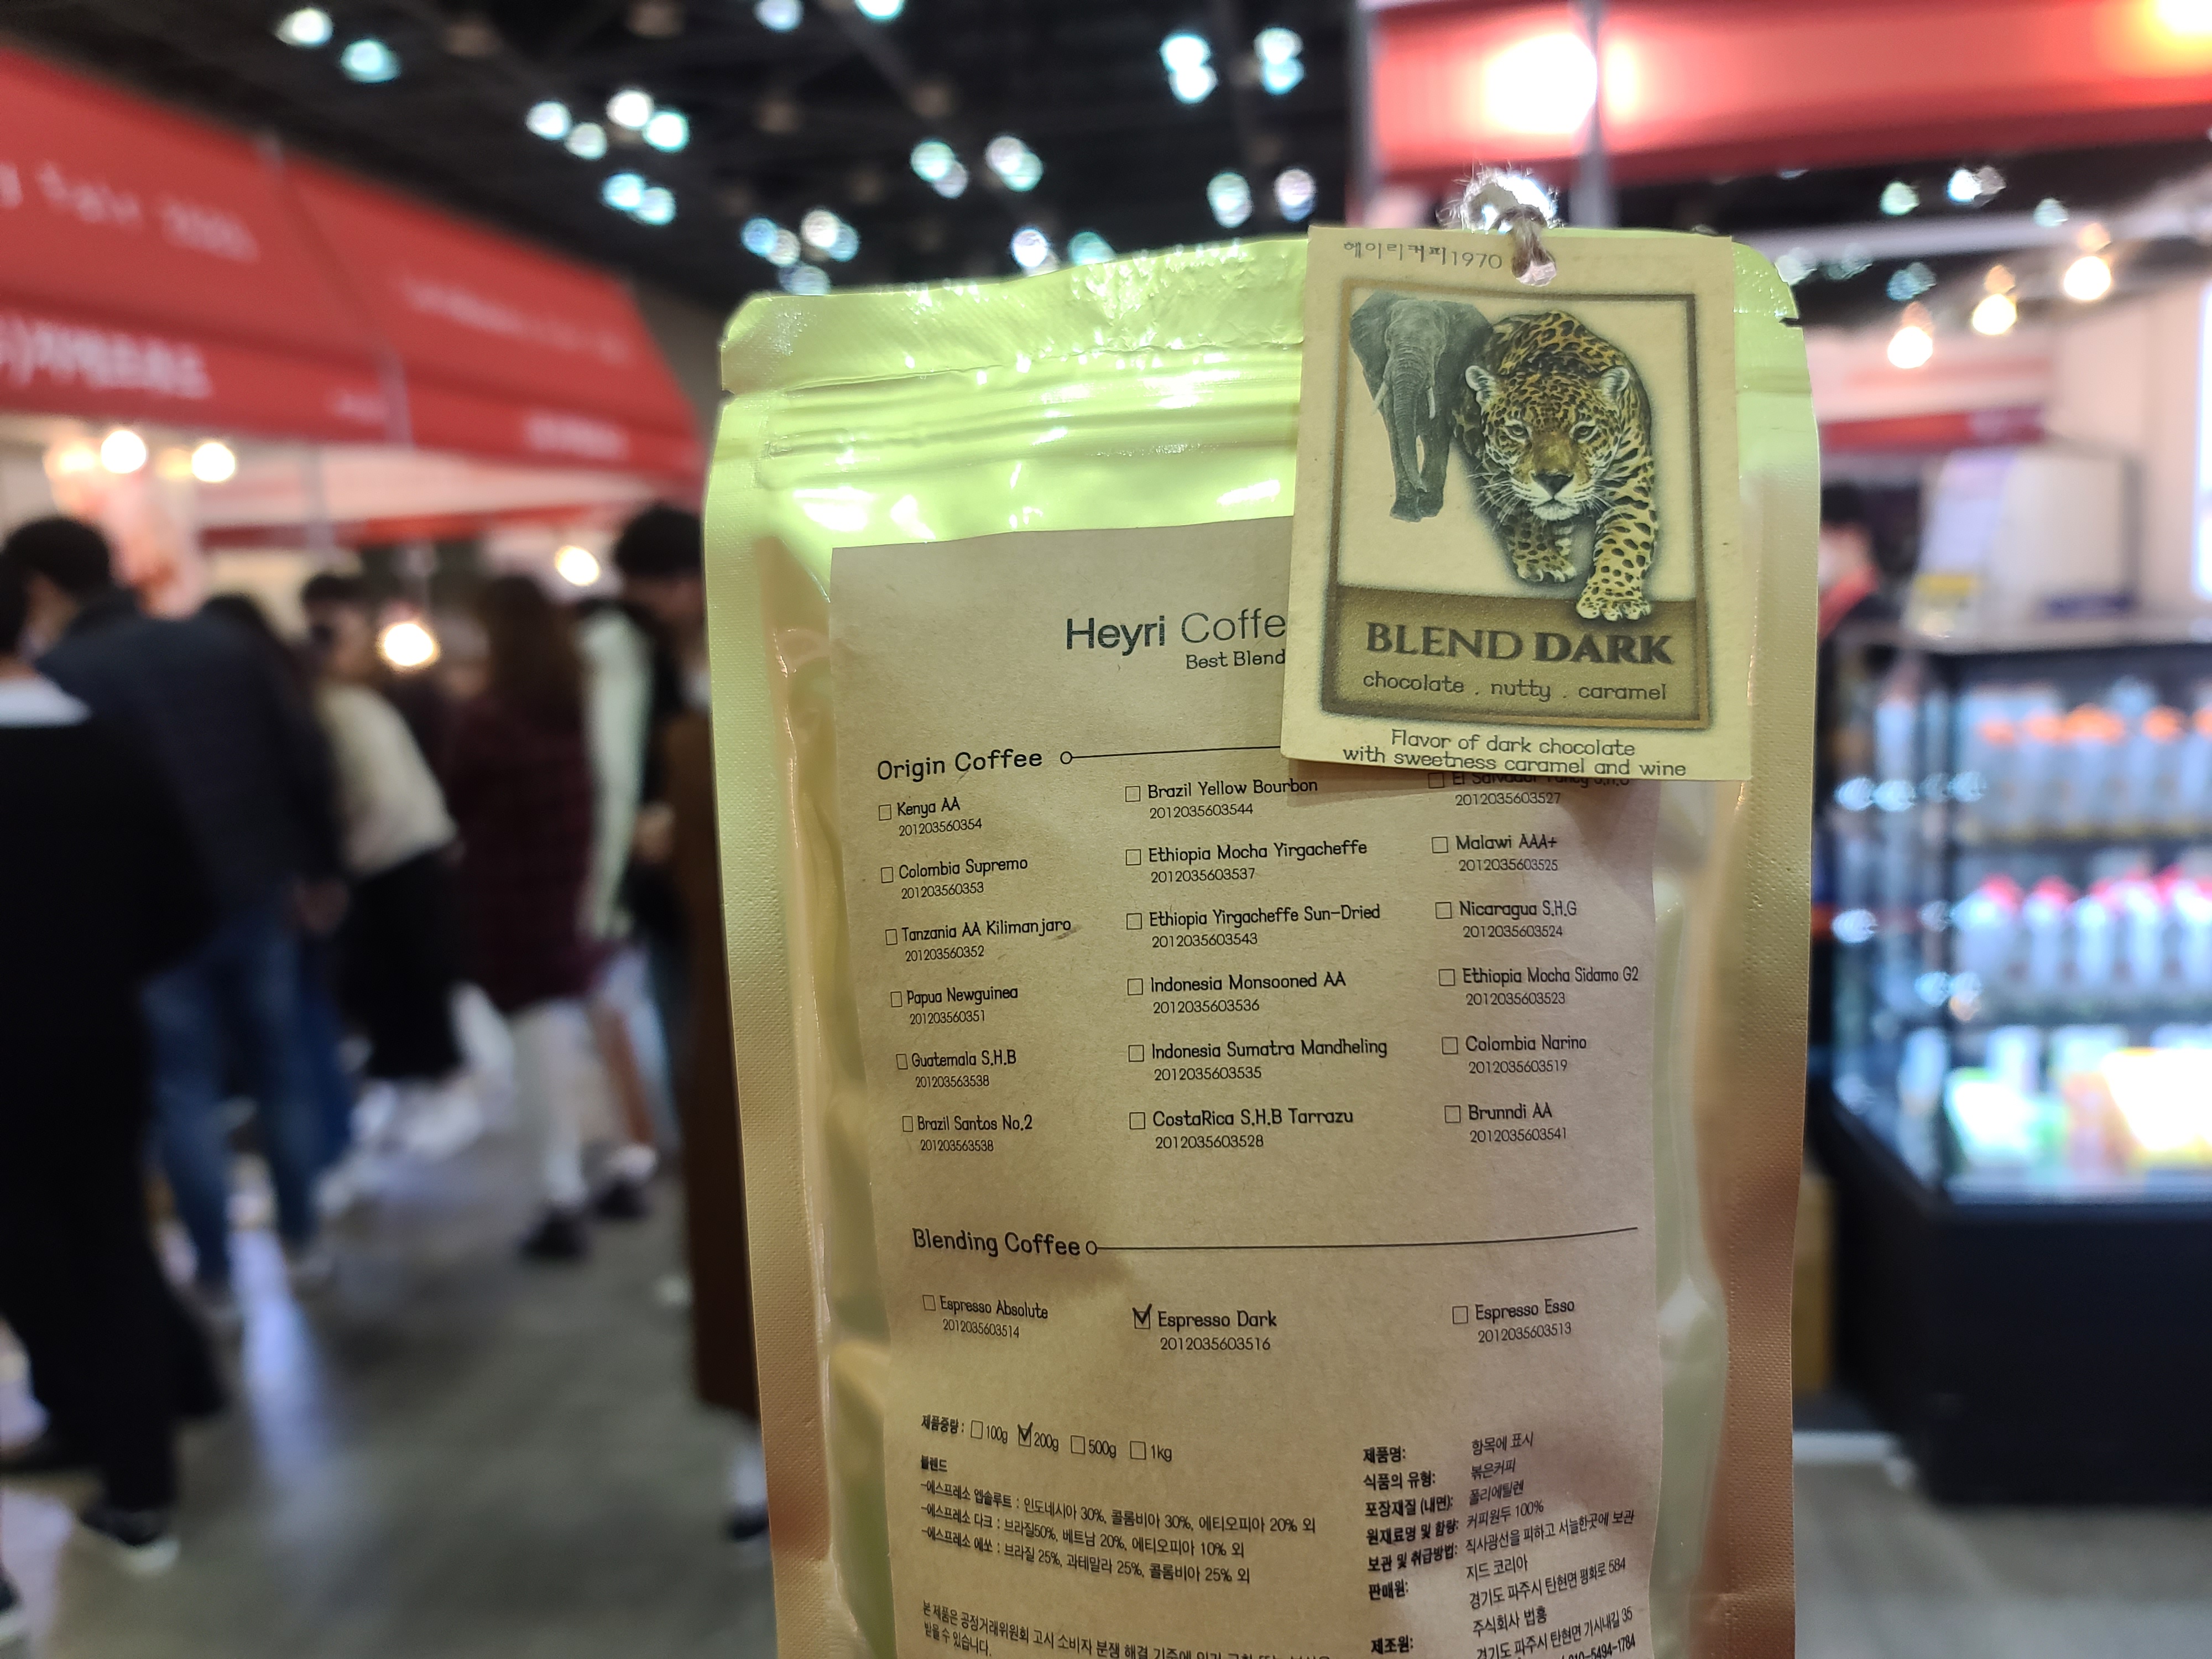 헤이리커피1970
BLEND DARK
chocolate . nutty . caramel
Flavor of dark chocolate
with sweetness caramel and wine
Heyri Coffe
Best Blend
Origin Coffee
Kenya AA
201203560354
Colombia Supremo
201203560353
Tanzania AA Kilimanjaro
201203560352
Papua Newguinea
201203560351
Guatemala S.H.B
201203563538
Brazil Santos No.2
201203563538
Brazil Yellow Bourbon
2012035603544
Ethiopia Mocha Yirgacheffe
2012035603537
Ethiopia Yirgacheffe Sun-Dried
2012035603543
Indonesia Monsooned AA
2012035603536
Indonesia Sumatra Mandheling
2012035603535
CostaRica S.H.B Tarrazu
2012035603528
El Salvador
2012035603527
Malawi AAA+
2012035603525
Nicaragua S.H.G
2012035603524
Ethiopia Mocha Sidamo G2
2012035603523
Colombia Narino
2012035603519
Brunndi AA
2012035603541
Blending Coffee
Espresso Absolute
2012035603514
Espresso Dark
2012035603516
Espresso Esso
2012035603513
제품중량 : 100g 200g 500g 1kg
블렌드
-에스프레소 엡솔루트 : 인도네시아 30%, 콜롬비아 30%, 에티오피아 20% 외
-에스프레소 다크 : 브라질50%, 베트남 20%, 에티오피아 10% 외
-에스프레소 에쏘 : 브라질 25%, 과테말라 25%, 콜롬비아 25% 외
본 제품은 공정거래위원회 고시 소비자 분쟁 해결 기준에
받을 수 있습니다.
제품명: 항목에 표시
식품의 유형: 볶은커피
포장재질 (내면): 폴리에틸렌
원재료명 및 함량: 커피원두 100%
보관 및 취급방법: 직사광선을 피하고 서늘한곳에 보관
판매원: 지드 코리아
경기도 파주시 탄현면 평화로 584
제조원: 주식회사 법흥
경기도 파주시 탄현면 가시내길 35
5494-1784